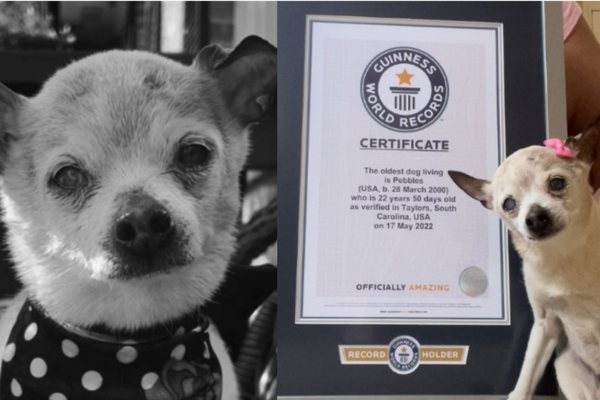 GUINNESS
WORLD RECORDS
CERTIFICATE
The oldest dog living
is Pebbles
(USA, b. 28 March 2000)
who is 22 years 50 days old
as verified in Taylors, South
Carolina, USA
on 17 May 2022
OFFICIALLY AMAZING
RECORD HOLDER